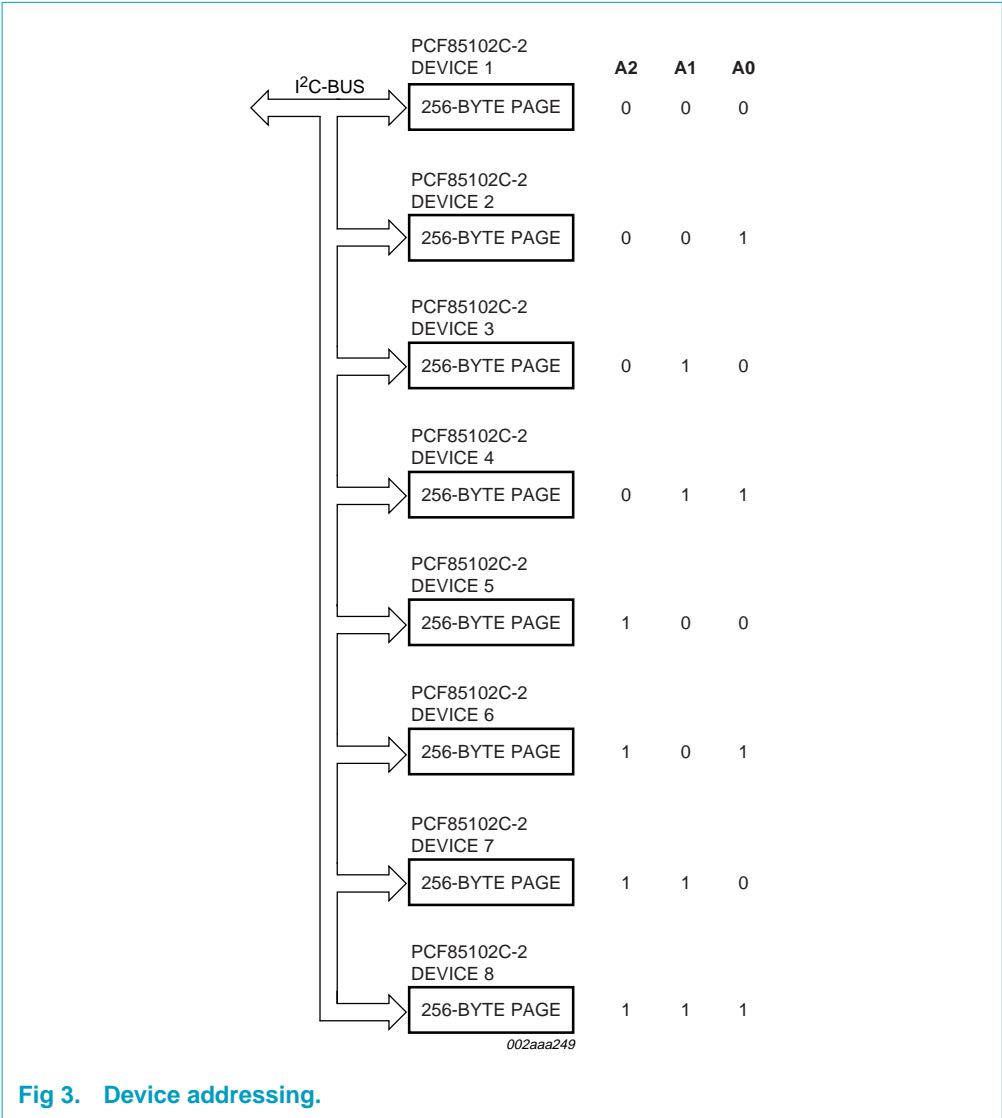 PCF85102C-2
DEVICE 1 A2 A1 A0
I2C-BUS
256-BYTE PAGE 0 0 0
PCF85102C-2
DEVICE 2
256-BYTE PAGE 0 0 1
PCF85102C-2
DEVICE 3
256-BYTE PAGE 0 1 0
PCF85102C-2
DEVICE 4
256-BYTE PAGE 0 1 1
PCF85102C-2
DEVICE 5
256-BYTE PAGE 1 0 0
PCF85102C-2
DEVICE 6
256-BYTE PAGE 1 0 1
PCF85102C-2
DEVICE 7
256-BYTE PAGE 1 1 0
PCF85102C-2
DEVICE 8
256-BYTE PAGE 1 1 1
002aaa249
Fig 3. Device addressing.